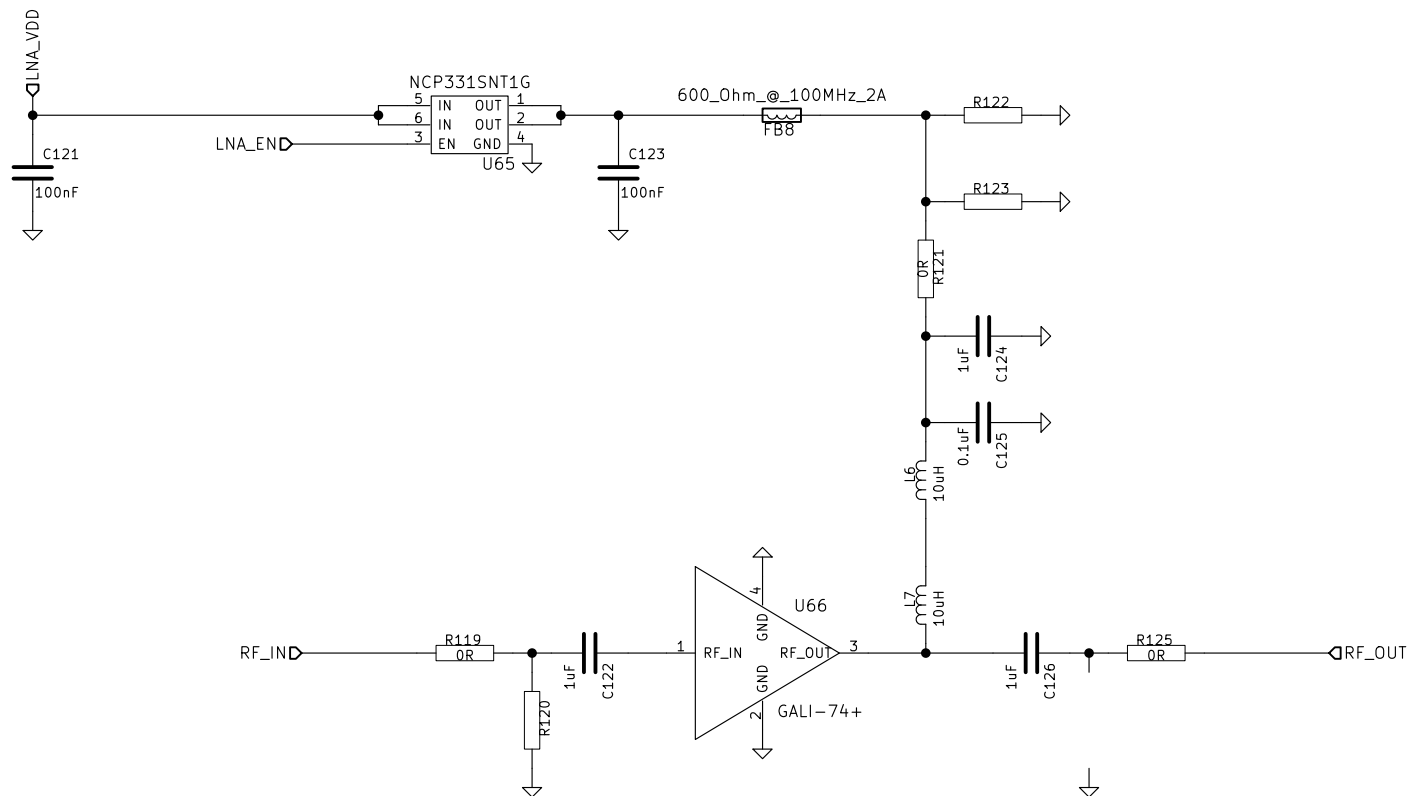 LNA_VDD
NCP331SNT1G
5 IN OUT 1
6 IN OUT 2
3 EN GND 4
U65
LNA_EN
C121
100nF
C123
100nF
600_Ohm_@_100MHz_2A
FB8
R122
R123
0R
R121
1uF
C124
0.1uF
C125
L6
10uH
L7
10uH
U66
4
GND
RF_IN
R119
0R
1uF
C122
1
RF_IN
RF_OUT
3
GND
2
GALI-74+
R120
1uF
C126
R125
0R
RF_OUT